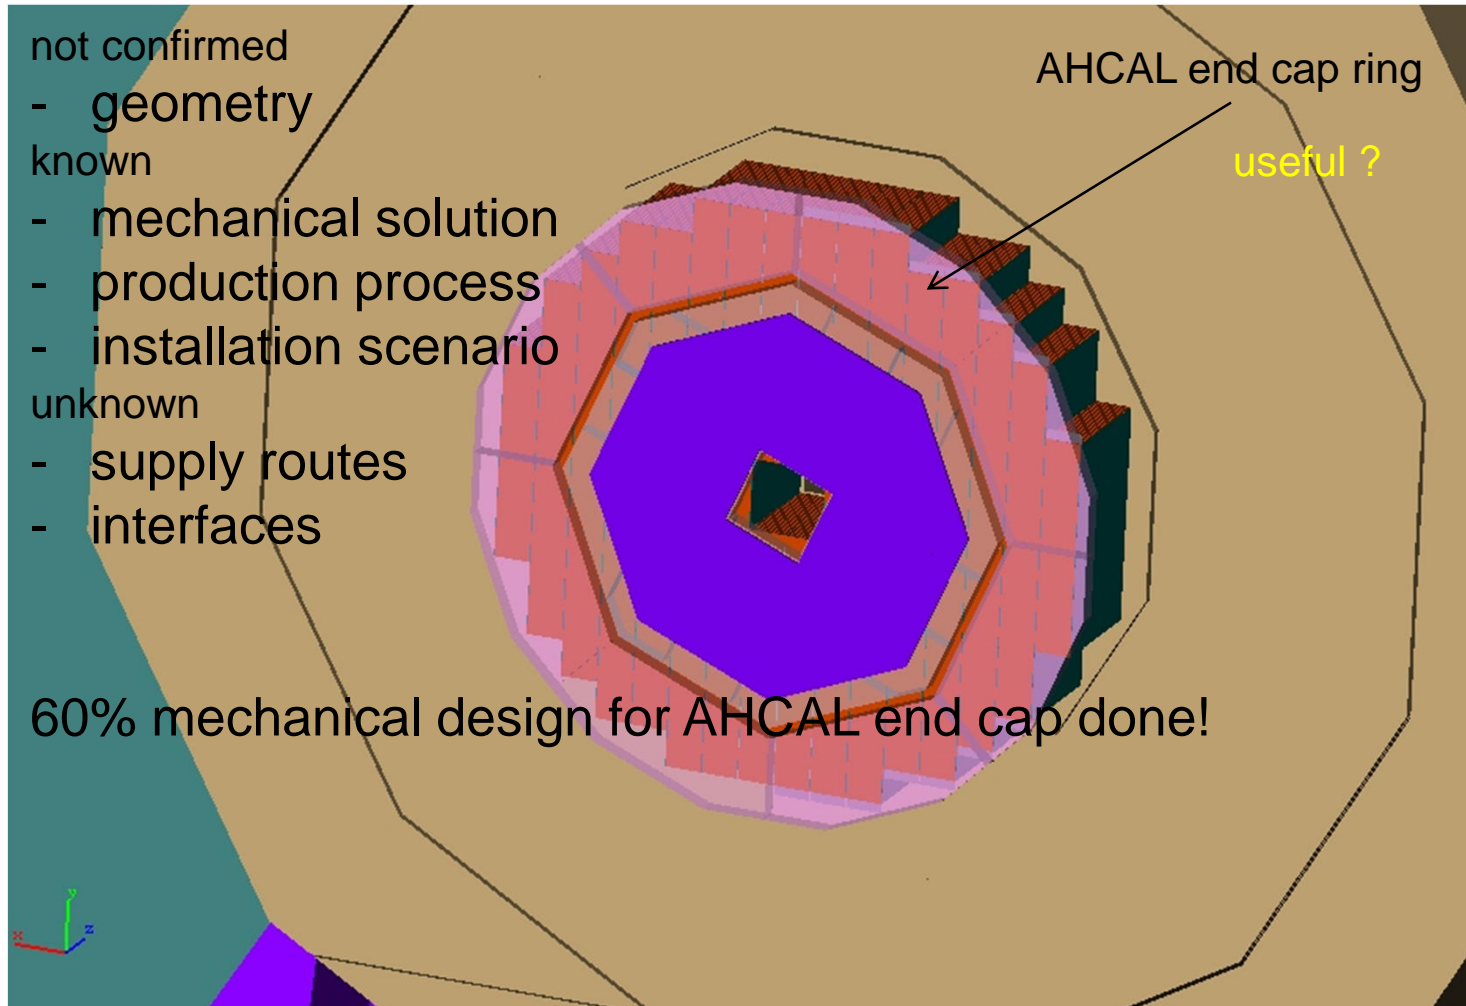 not confirmed
- geometry
known
- mechanical solution
- production process
- installation scenario
unknown
- supply routes
- interfaces
AHCAL end cap ring
useful ?
60% mechanical design for AHCAL end cap done!
y
x
z